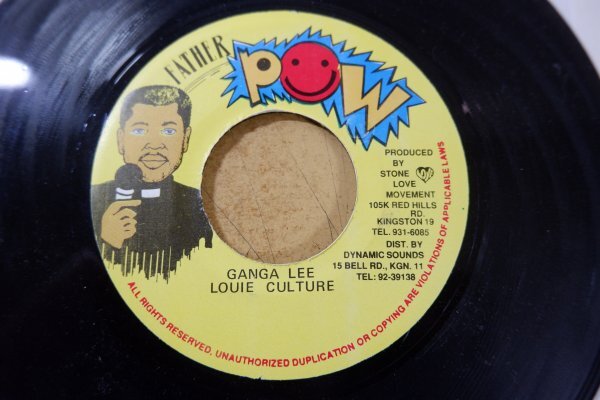 FATHER
POW
PRODUCED
BY
STONE
LOVE
MOVEMENT
105K RED HILLS
RD.
KINGSTON 19
TEL. 931-6085
DIST. BY
DYNAMIC SOUNDS
15 BELL RD., KGN. 11
TEL: 92-39138
GANGA LEE
LOUIE CULTURE
ALL RIGHTS RESERVED, UNAUTHORIZED DUPLICATION OR COPYING ARE VIOLATIONS OF APPLICABLE LAWS